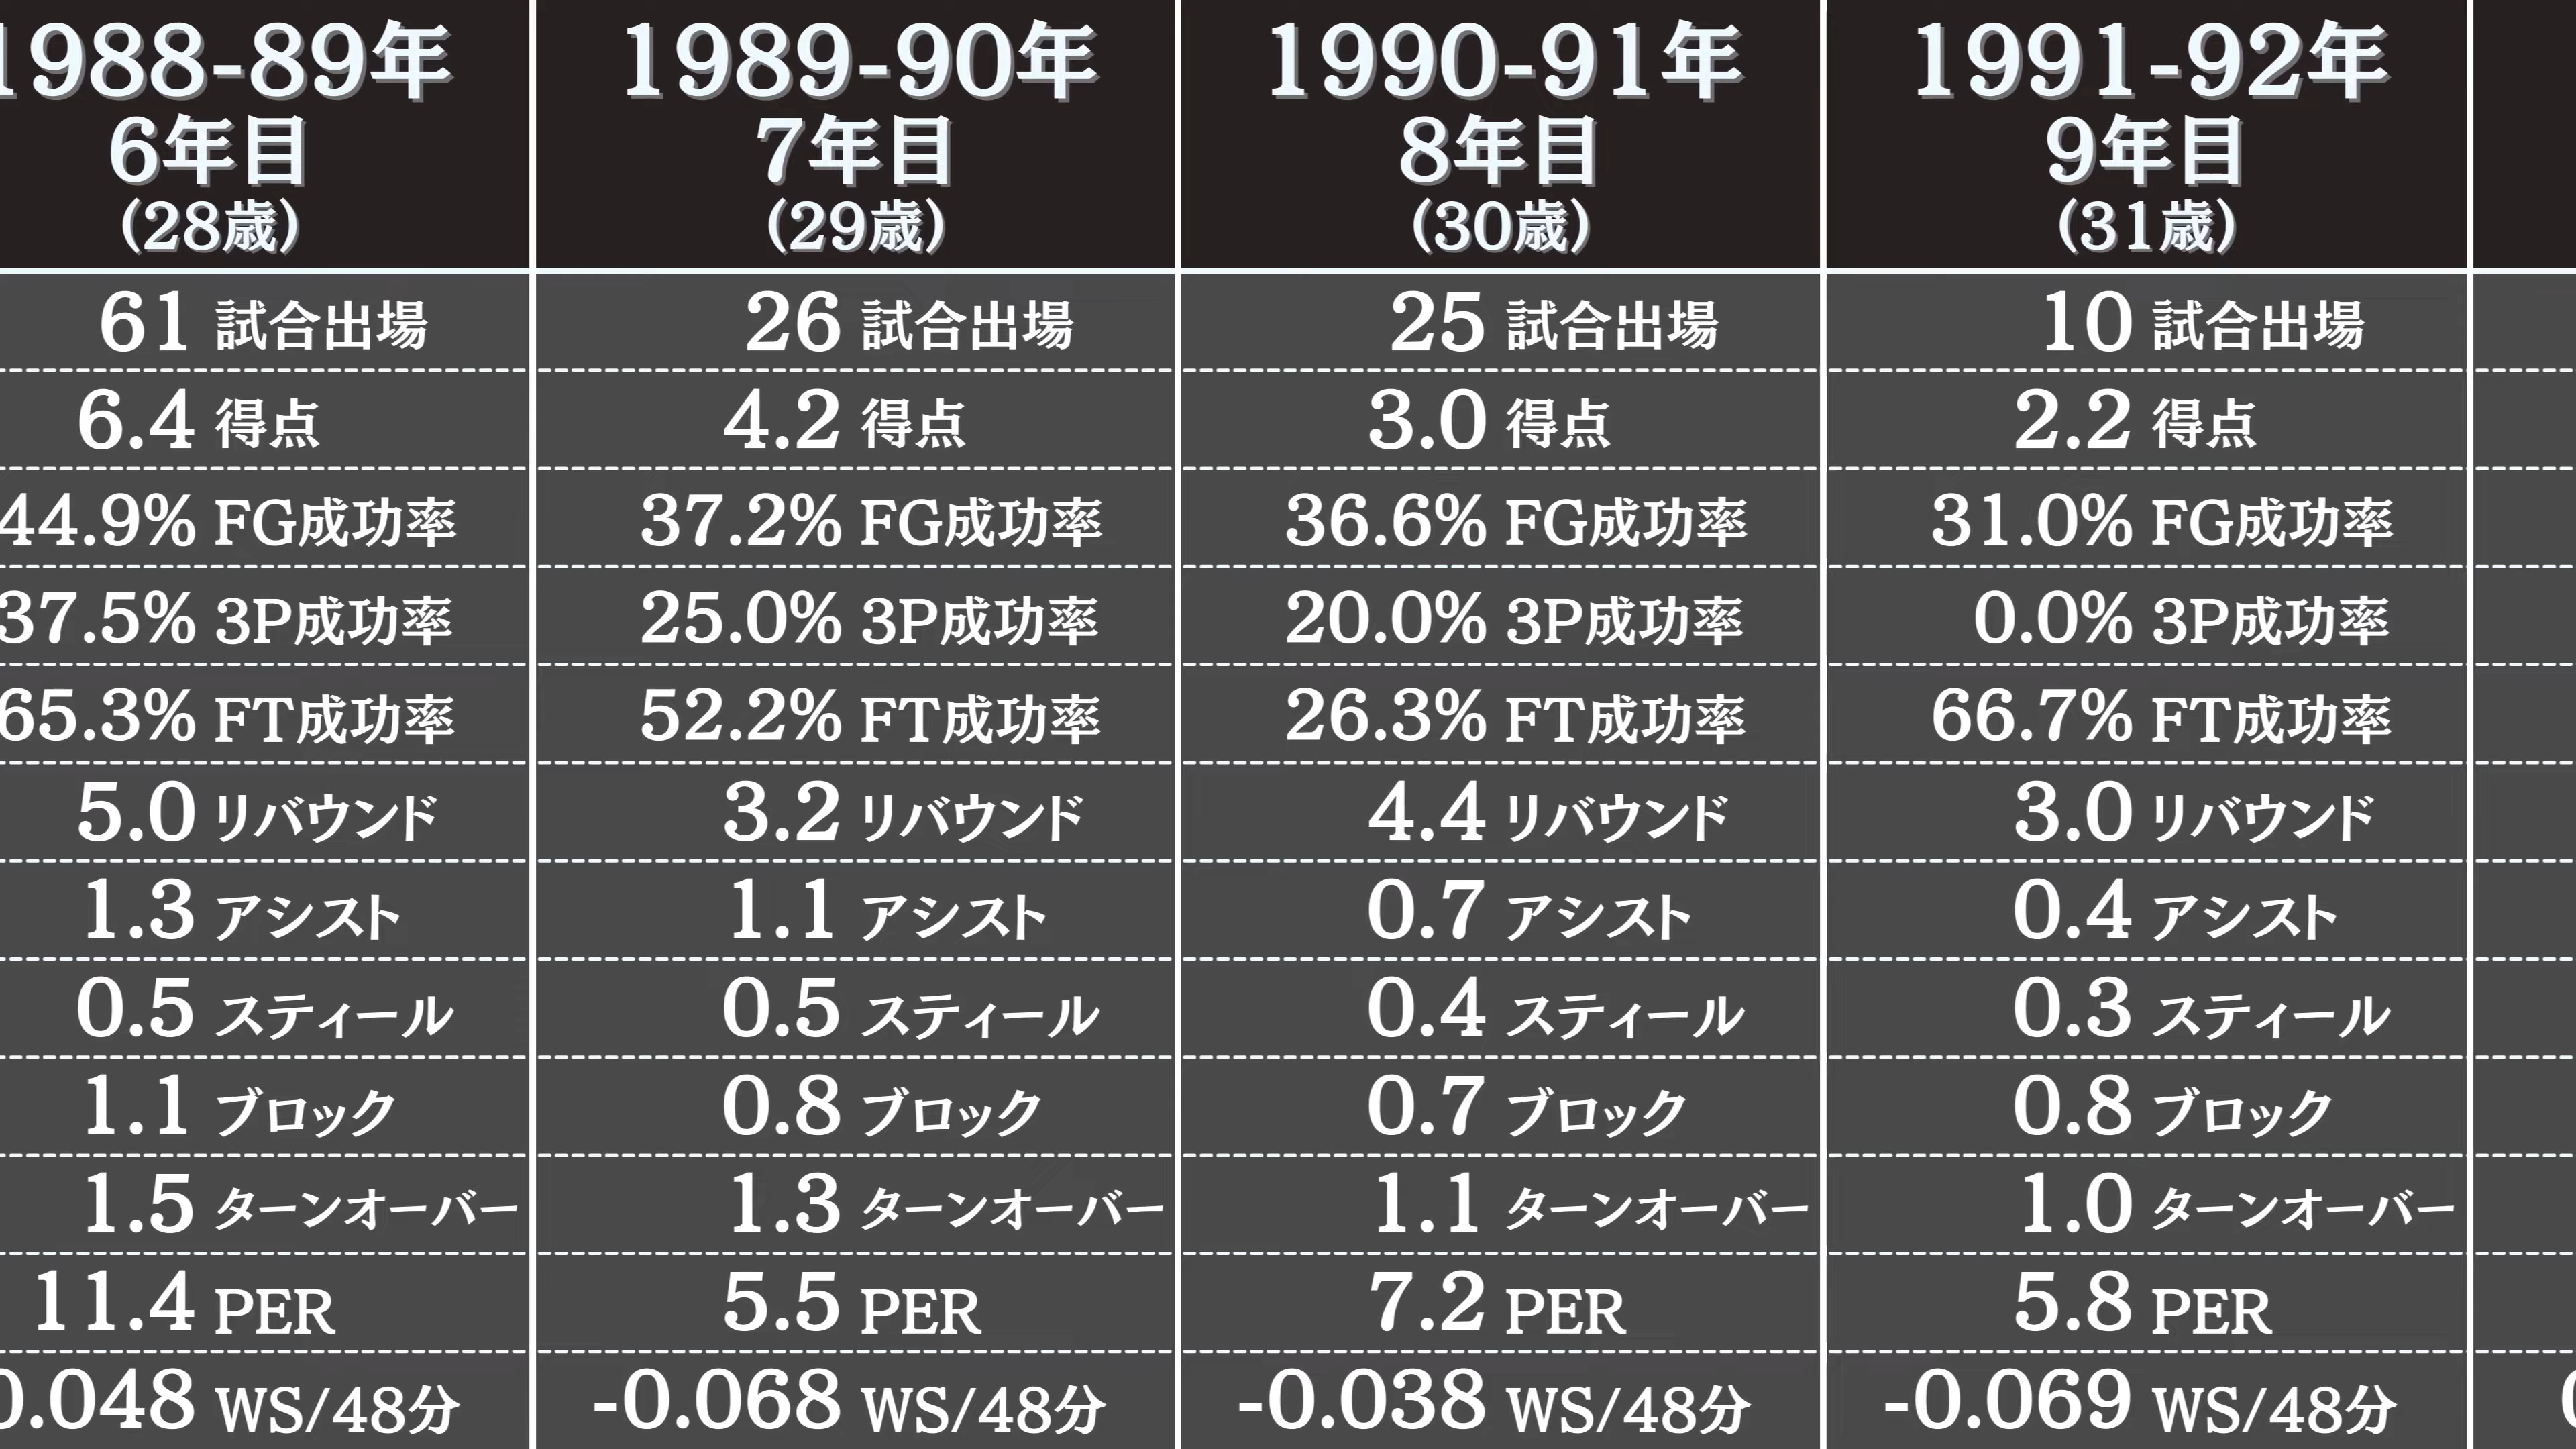 1988-89年
6年目
(28歳)
61 試合出場
6.4 得点
44.9% FG成功率
37.5% 3P成功率
65.3% FT成功率
5.0 リバウンド
1.3 アシスト
0.5 スティール
1.1 ブロック
1.5 ターンオーバー
11.4 PER
0.048 WS/48分
1989-90年
7年目
(29歳)
26 試合出場
4.2 得点
37.2% FG成功率
25.0% 3P成功率
52.2% FT成功率
3.2 リバウンド
1.1 アシスト
0.5 スティール
0.8 ブロック
1.3 ターンオーバー
5.5 PER
-0.068 WS/48分
1990-91年
8年目
(30歳)
25 試合出場
3.0 得点
36.6% FG成功率
20.0% 3P成功率
26.3% FT成功率
4.4 リバウンド
0.7 アシスト
0.4 スティール
0.7 ブロック
1.1 ターンオーバー
7.2 PER
-0.038 WS/48分
1991-92年
9年目
(31歳)
10 試合出場
2.2 得点
31.0% FG成功率
0.0% 3P成功率
66.7% FT成功率
3.0 リバウンド
0.4 アシスト
0.3 スティール
0.8 ブロック
1.0 ターンオーバー
5.8 PER
-0.069 WS/48分